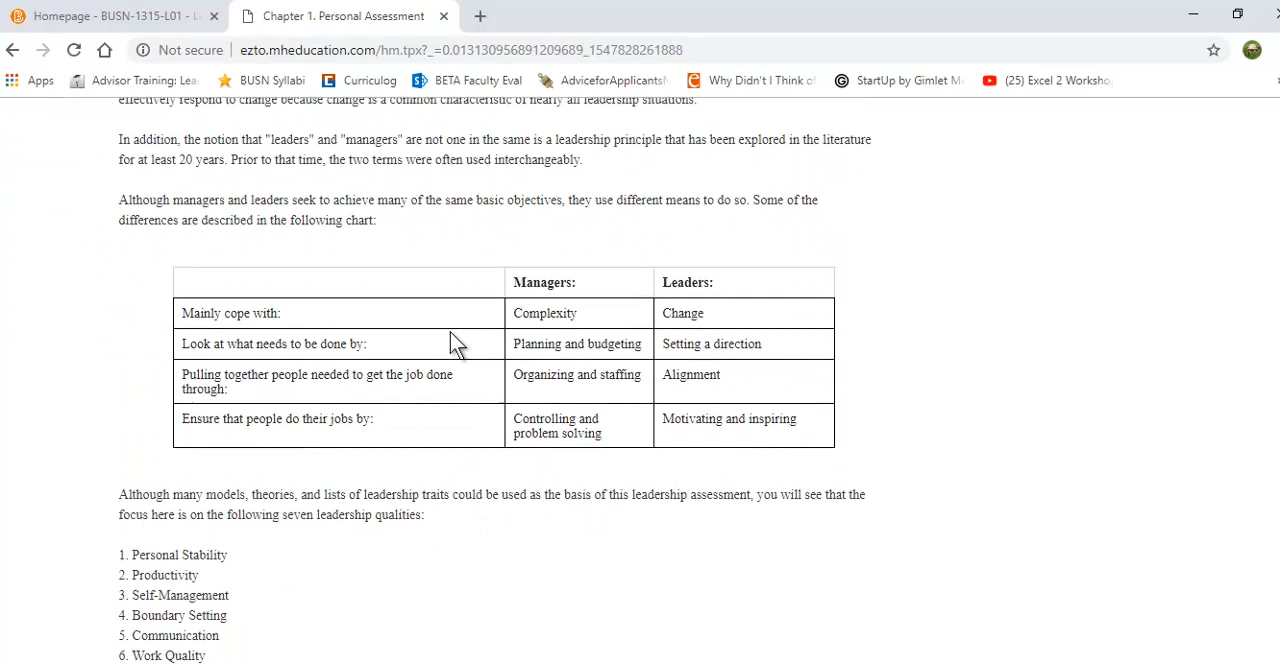 Homepage - BUSN-1315-L01 - L
Chapter 1. Personal Assessment
Not secure
ezto.mheducation.com/hm.tpx?_=0.013130956891209689_1547828261888
Apps
Advisor Training: Lea
BUSN Syllabi
Curriculog
BETA Faculty Eval
AdviceforApplicants
Why Didn't I Think of
StartUp by Gimlet M
(25) Excel 2 Worksho
effectively respond to change because change is a common characteristic of nearly all leadership situations.
In addition, the notion that "leaders" and "managers" are not one in the same is a leadership principle that has been explored in the literature
for at least 20 years. Prior to that time, the two terms were often used interchangeably.
Although managers and leaders seek to achieve many of the same basic objectives, they use different means to do so. Some of the
differences are described in the following chart:
Managers: Leaders:
Mainly cope with: Complexity Change
Look at what needs to be done by: Planning and budgeting Setting a direction
Pulling together people needed to get the job done
through:
Organizing and staffing Alignment
Ensure that people do their jobs by:
Controlling and
problem solving
Motivating and inspiring
Although many models, theories, and lists of leadership traits could be used as the basis of this leadership assessment, you will see that the
focus here is on the following seven leadership qualities:
1. Personal Stability
2. Productivity
3. Self-Management
4. Boundary Setting
5. Communication
6. Work Quality